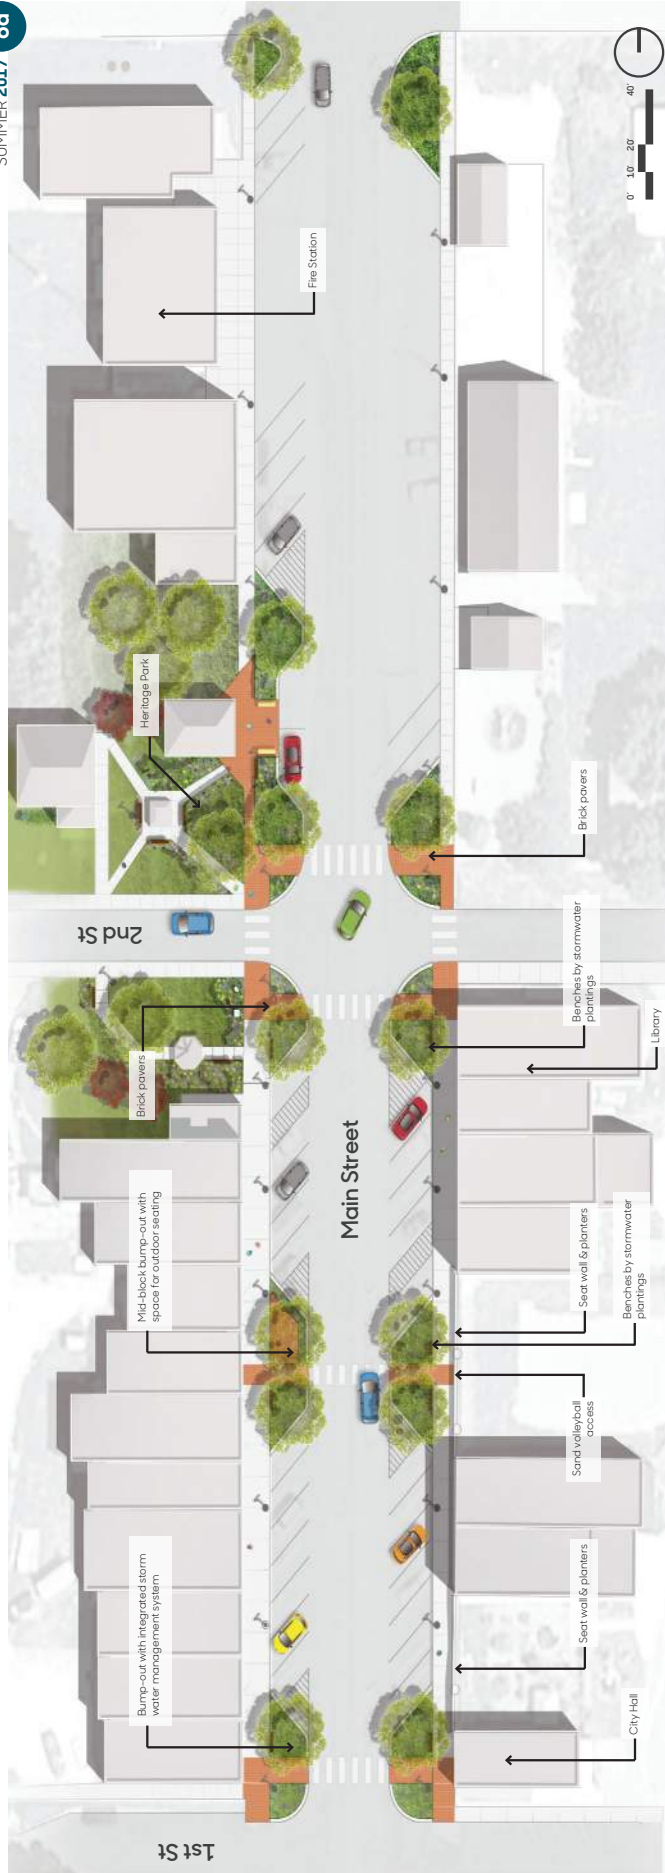 SUMMER 2017
6d
0' 10' 20' 40'
Fire Station
Heritage Park
2nd St
Brick pavers
Brick pavers
Benches by stormwater
plantings
Library
Mid-block bump-out with
space for outdoor seating
Main Street
Seat wall & planters
Benches by stormwater
plantings
Sand volleyball
access
Bump-out with integrated storm
water management system
Seat wall & planters
City Hall
1st St